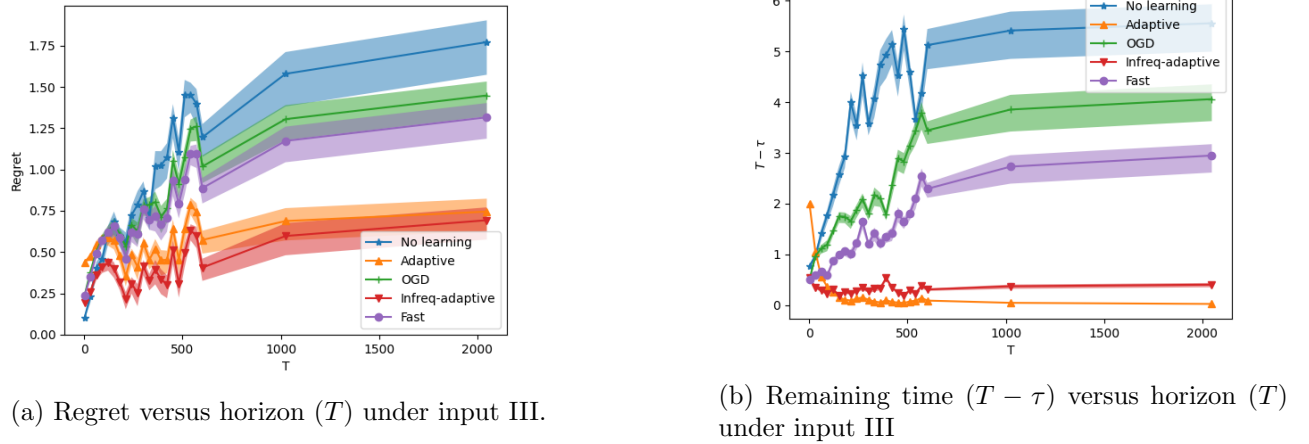 1.75
1.50
1.25
1.00
0.75
0.50
0.25
0.00
Regret
0
500
1000
1500
2000
T
No learning
Adaptive
OGD
Infreq-adaptive
Fast
(a) Regret versus horizon (T) under input III.
6
5
4
3
2
1
0
T − τ
0
500
1000
1500
2000
T
No learning
Adaptive
OGD
Infreq-adaptive
Fast
(b) Remaining time (T − τ) versus horizon (T)
under input III